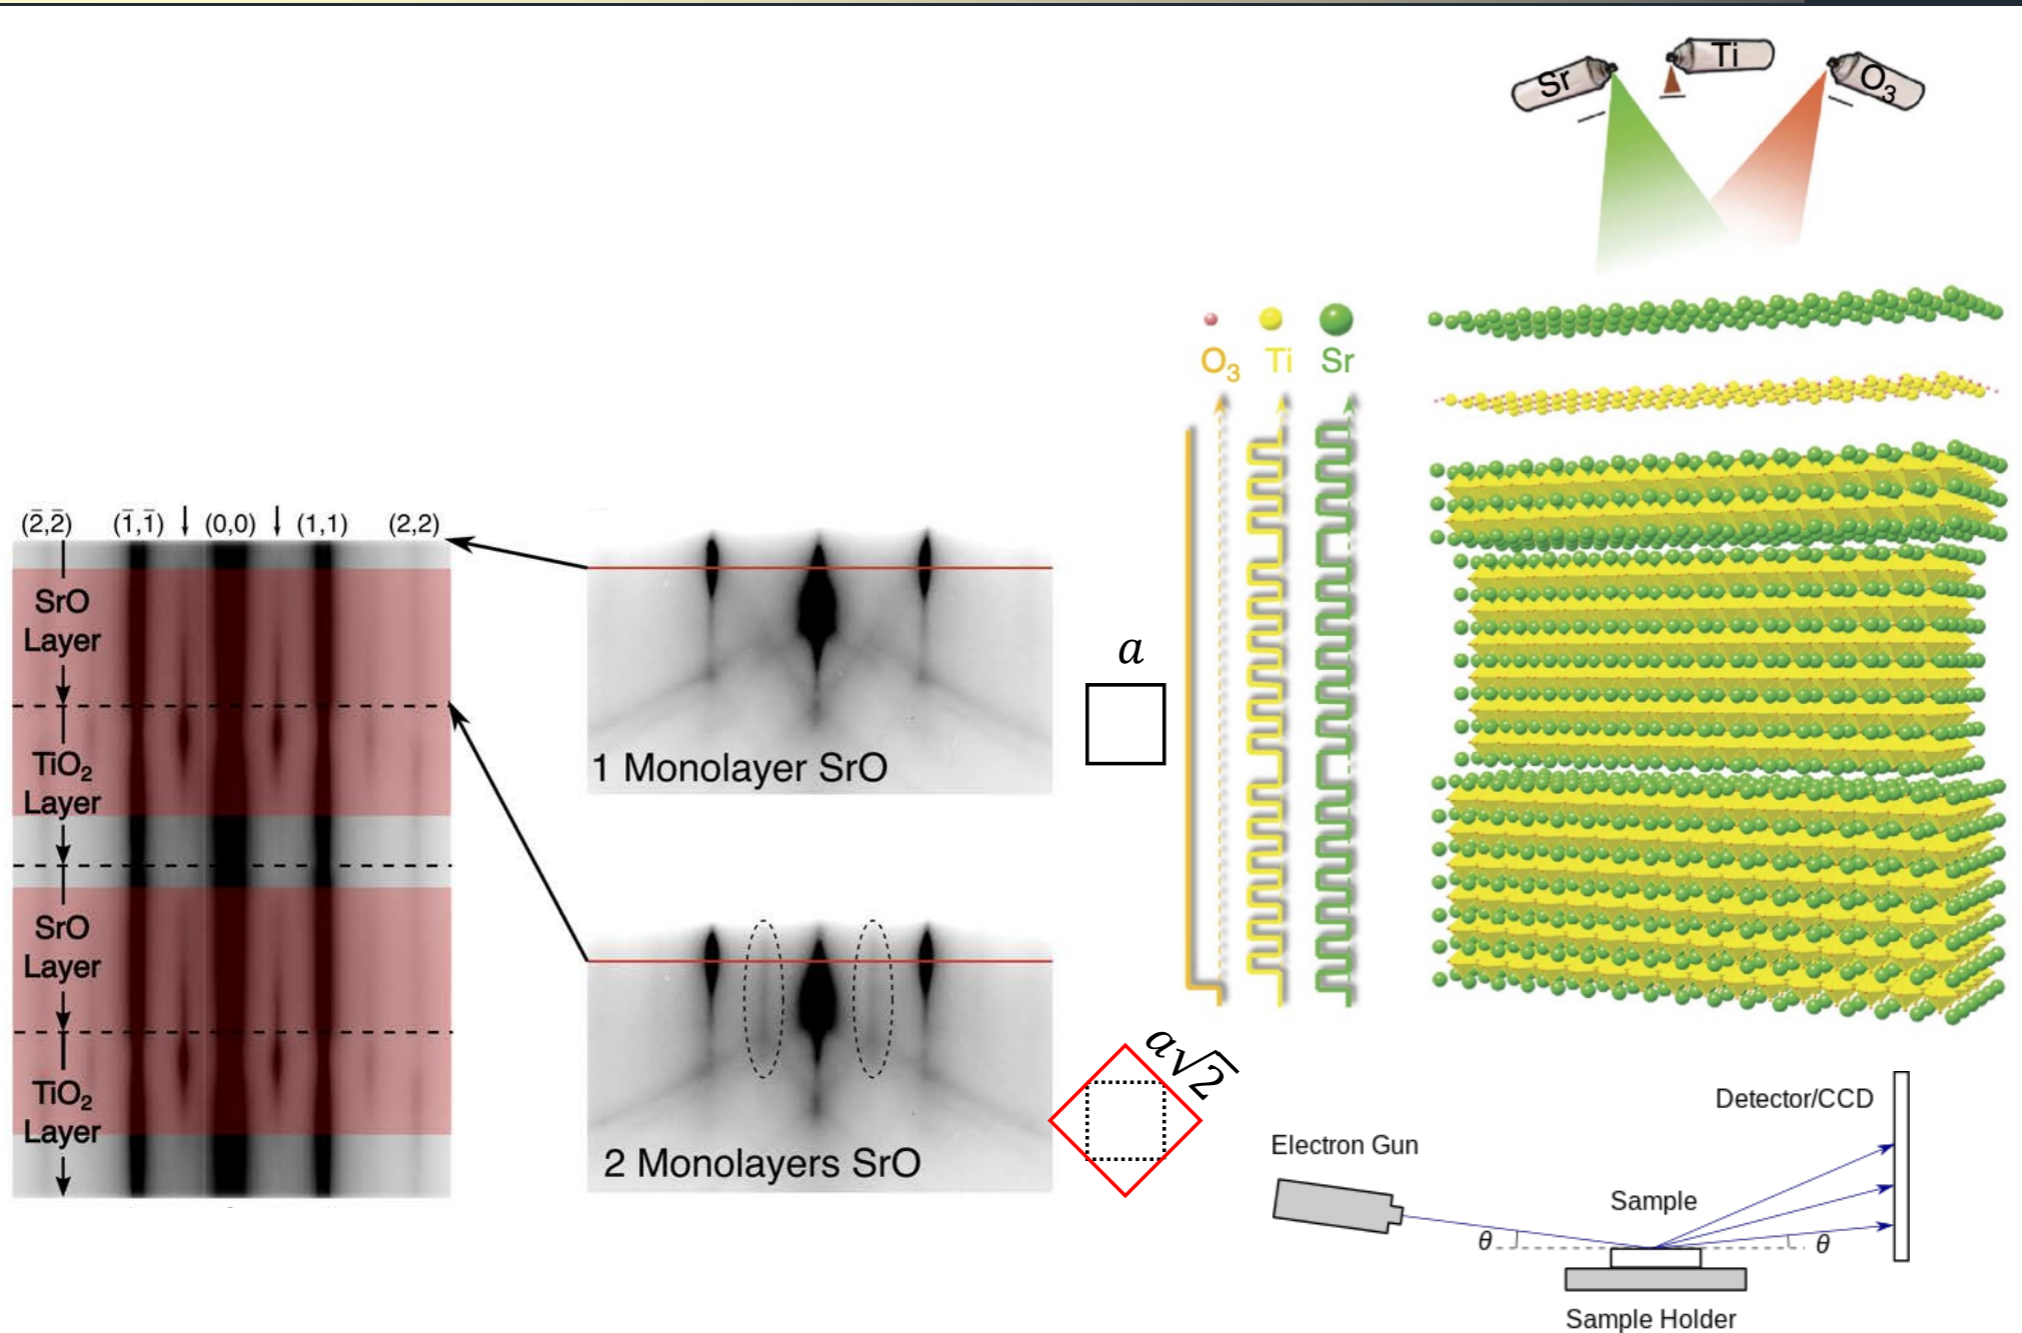 Sr
Ti
O₃
O₃ Ti Sr
(2̄,2̄) (1̄,1̄) (0,0) (1,1) (2,2)
SrO
Layer
TiO₂
Layer
SrO
Layer
TiO₂
Layer
1 Monolayer SrO
a
2 Monolayers SrO
a√2
Detector/CCD
Electron Gun
Sample
θ
θ
Sample Holder